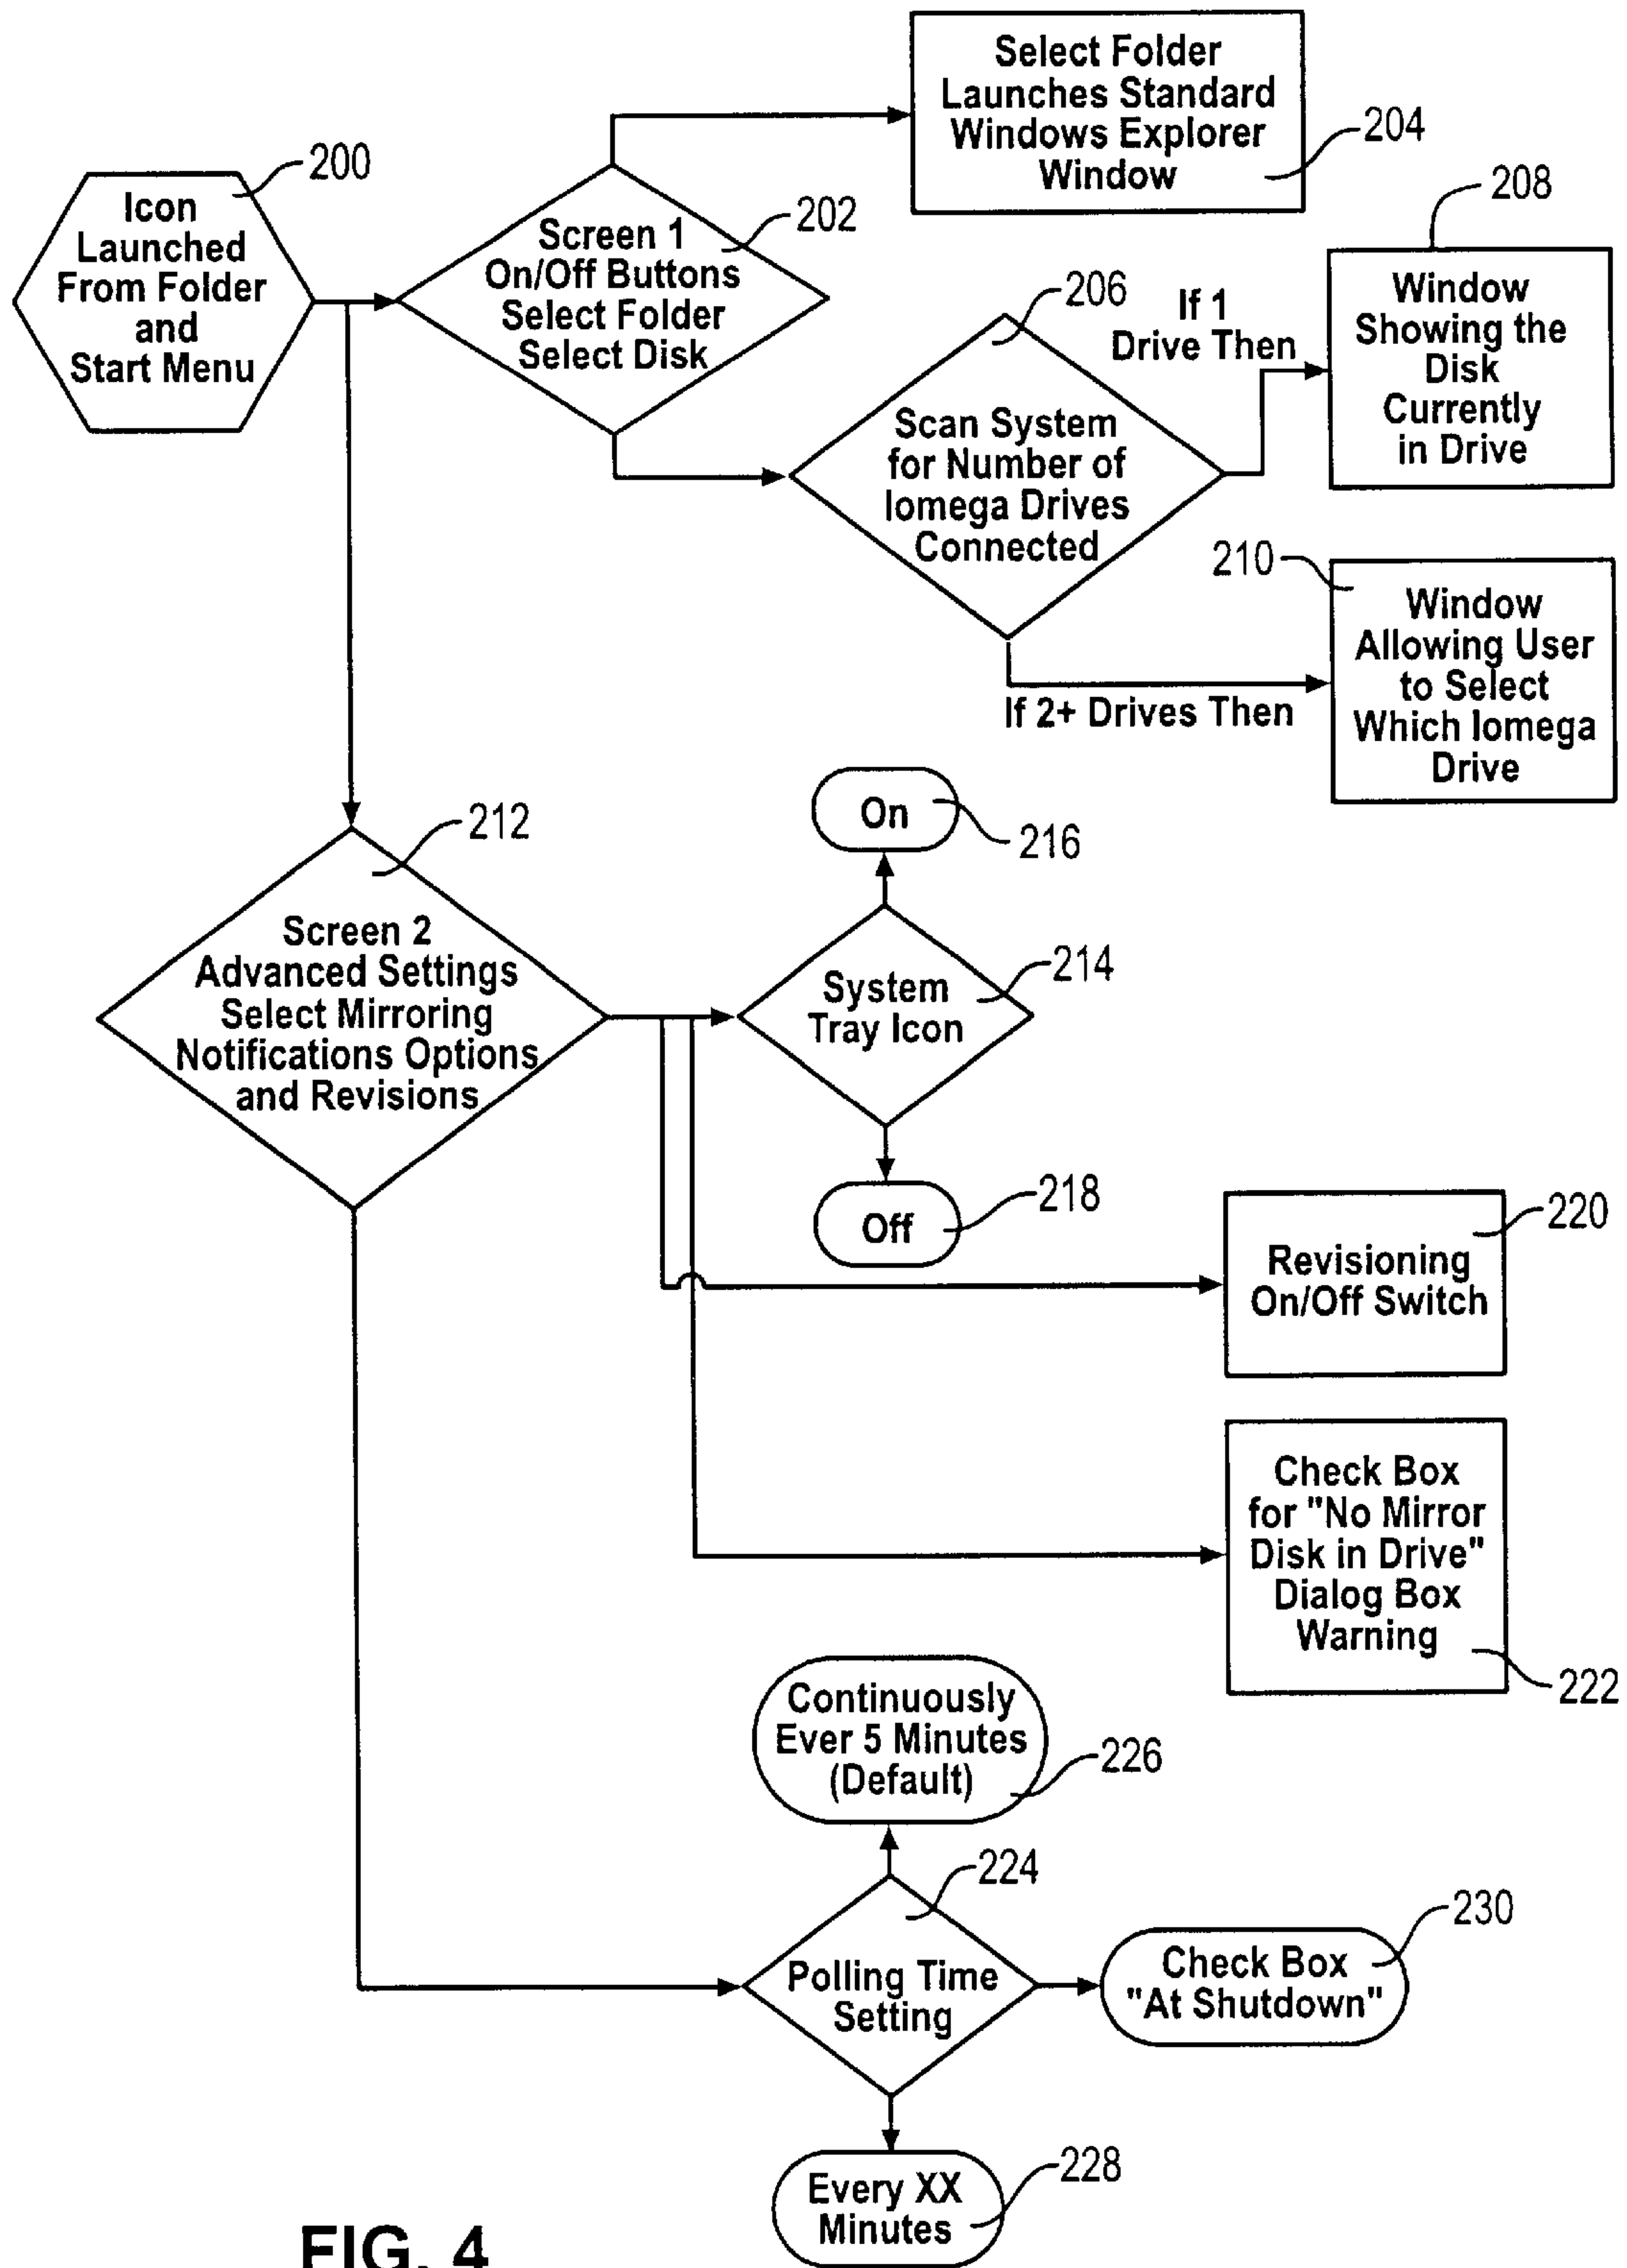 Select Folder
Launches Standard
Windows Explorer
Window
204
200
Icon
Launched
From Folder
and
Start Menu
202
Screen 1
On/Off Buttons
Select Folder
Select Disk
208
Window
Showing the
Disk
Currently
in Drive
206
If 1
Drive Then
Scan System
for Number of
Iomega Drives
Connected
210
Window
Allowing User
to Select
Which Iomega
Drive
If 2+ Drives Then
212
Screen 2
Advanced Settings
Select Mirroring
Notifications Options
and Revisions
On
216
214
System
Tray Icon
218
Off
220
Revisioning
On/Off Switch
Check Box
for "No Mirror
Disk in Drive"
Dialog Box
Warning
222
Continuously
Ever 5 Minutes
(Default)
226
224
Polling Time
Setting
230
Check Box
"At Shutdown"
Every XX
Minutes
228
FIG. 4